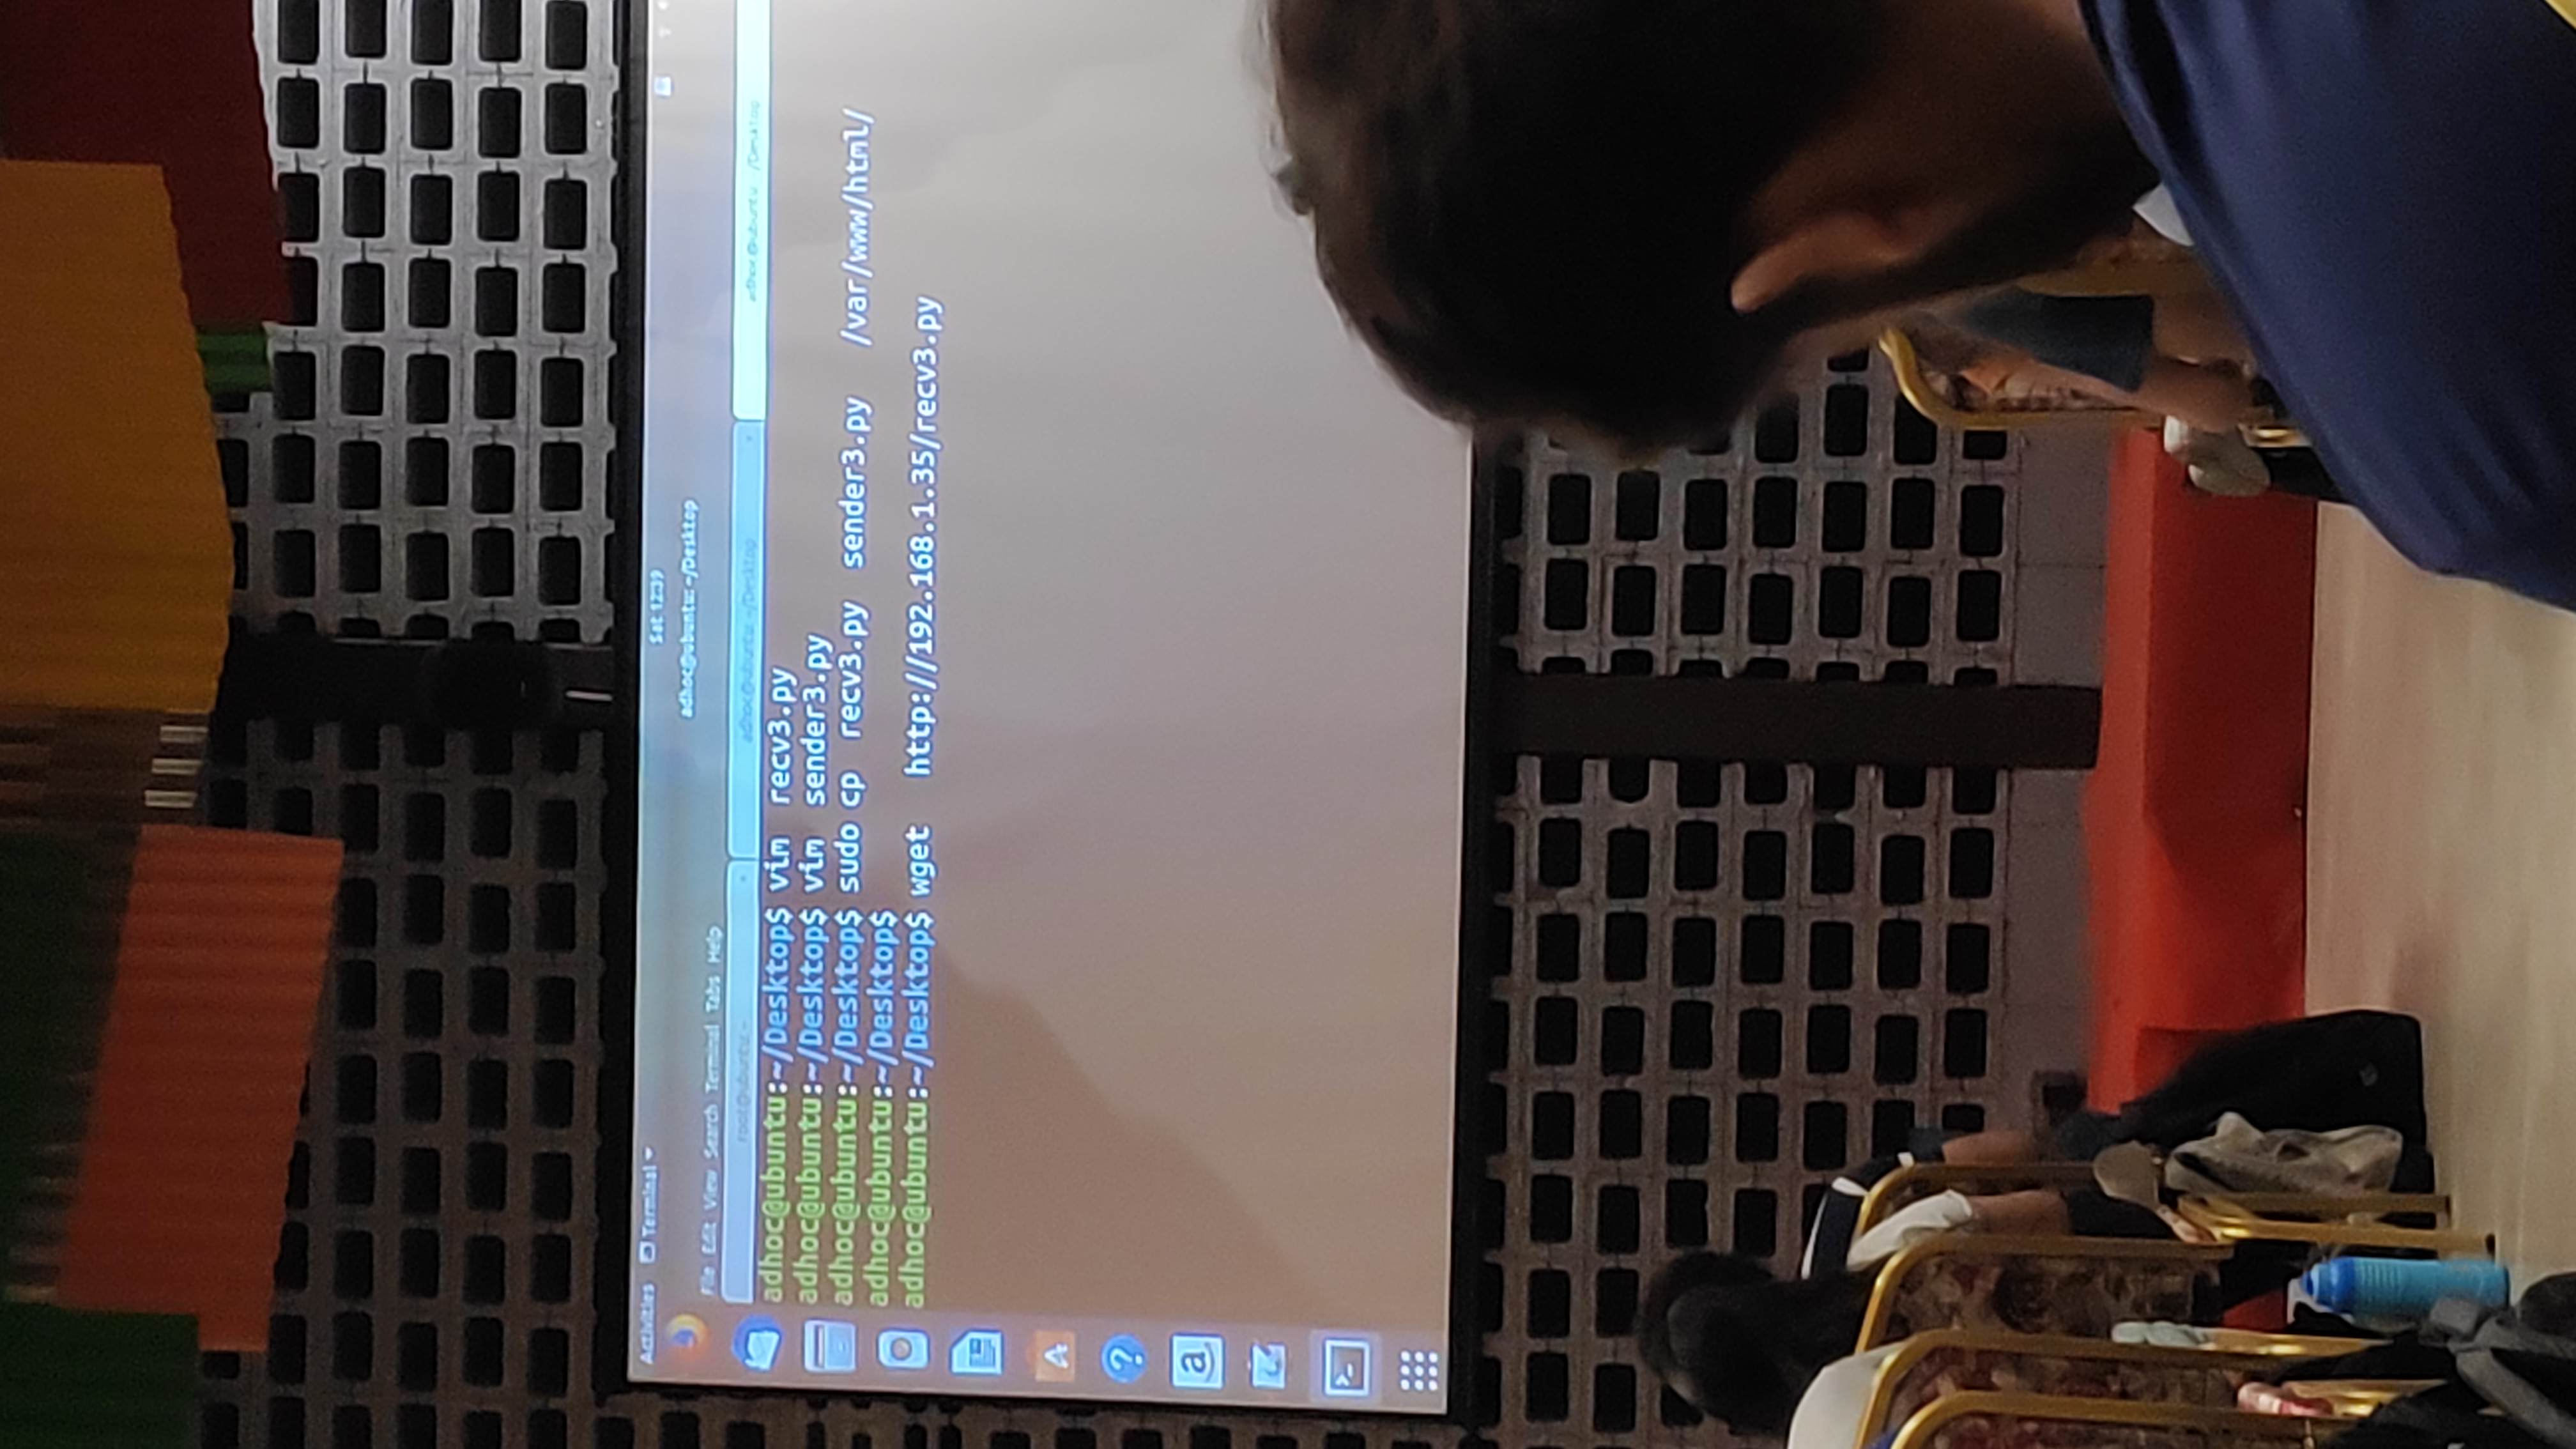 Activities Terminal
Sat 12:39
adhoc@ubuntu: ~/Desktop
File Edit View Search Terminal Tabs Help
root@ubuntu: ~
adhoc@ubuntu: ~/Desktop
adhoc@ubuntu: ~/Desktop
adhoc@ubuntu:~/Desktop$ vim  recv3.py
adhoc@ubuntu:~/Desktop$ vim  sender3.py
adhoc@ubuntu:~/Desktop$ sudo cp  recv3.py  sender3.py   /var/www/html/
adhoc@ubuntu:~/Desktop$
adhoc@ubuntu:~/Desktop$ wget   http://192.168.1.35/recv3.py